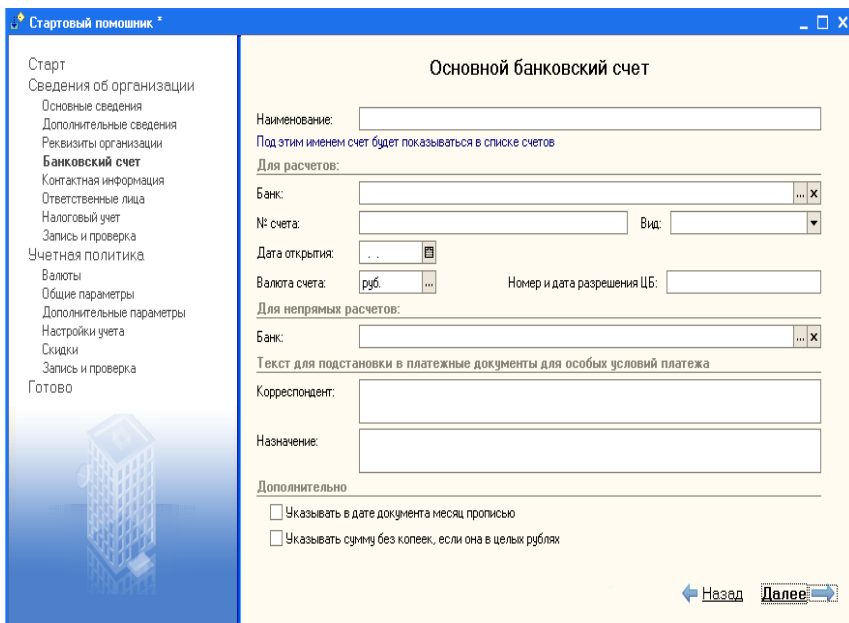 Стартовый помошник *
Старт
Сведения об организации
Основные сведения
Дополнительные сведения
Реквизиты организации
Банковский счет
Контактная информация
Ответственные лица
Налоговый учет
Запись и проверка
Учетная политика
Валюты
Общие параметры
Дополнительные параметры
Настройки учета
Скидки
Запись и проверка
Готово
Основной банковский счет
Наименование:
Под этим именем счет будет показываться в списке счетов
Для расчетов:
Банк: ... x
№ счета: Вид:
Дата открытия: . .
Валюта счета: руб. ... Номер и дата разрешения ЦБ:
Для непрямых расчетов:
Банк: ... x
Текст для подстановки в платежные документы для особых условий платежа
Корреспондент:
Назначение:
Дополнительно
Указывать в дате документа месяц прописью
Указывать сумму без копеек, если она в целых рублях
Назад Далее